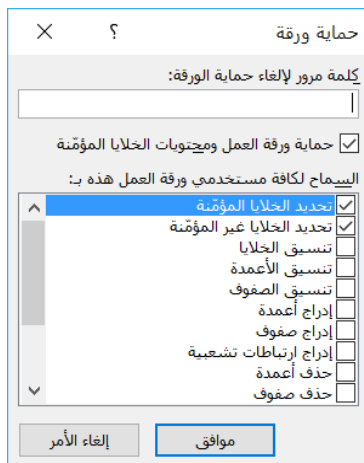 حماية ورقة ؟
كلمة مرور لإلغاء حماية الورقة:
حماية ورقة العمل ومحتويات الخلايا المؤمّنة
السماح لكافة مستخدمي ورقة العمل هذه بـ:
تحديد الخلايا المؤمّنة
تحديد الخلايا غير المؤمّنة
تنسيق الخلايا
تنسيق الأعمدة
تنسيق الصفوف
إدراج أعمدة
إدراج صفوف
إدراج ارتباطات تشعبية
حذف أعمدة
حذف صفوف
موافق إلغاء الأمر